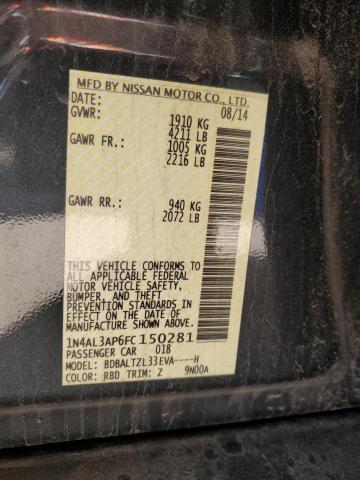 MFD BY NISSAN MOTOR CO., LTD.
DATE: 08/14
GVWR: 1910 KG
4211 LB
GAWR FR.: 1005 KG
2216 LB
GAWR RR.: 940 KG
2072 LB
THIS VEHICLE CONFORMS TO
ALL APPLICABLE FEDERAL
MOTOR VEHICLE SAFETY,
BUMPER, AND THEFT
PREVENTION STANDARDS IN
EFFECT ON THE DATE OF
MANUFACTURE SHOWN ABOVE.
1N4AL3AP6FC150281
PASSENGER CAR 018
MODEL: BDBALTZL33EVA----H
COLOR: RBD TRIM: Z 9N00A